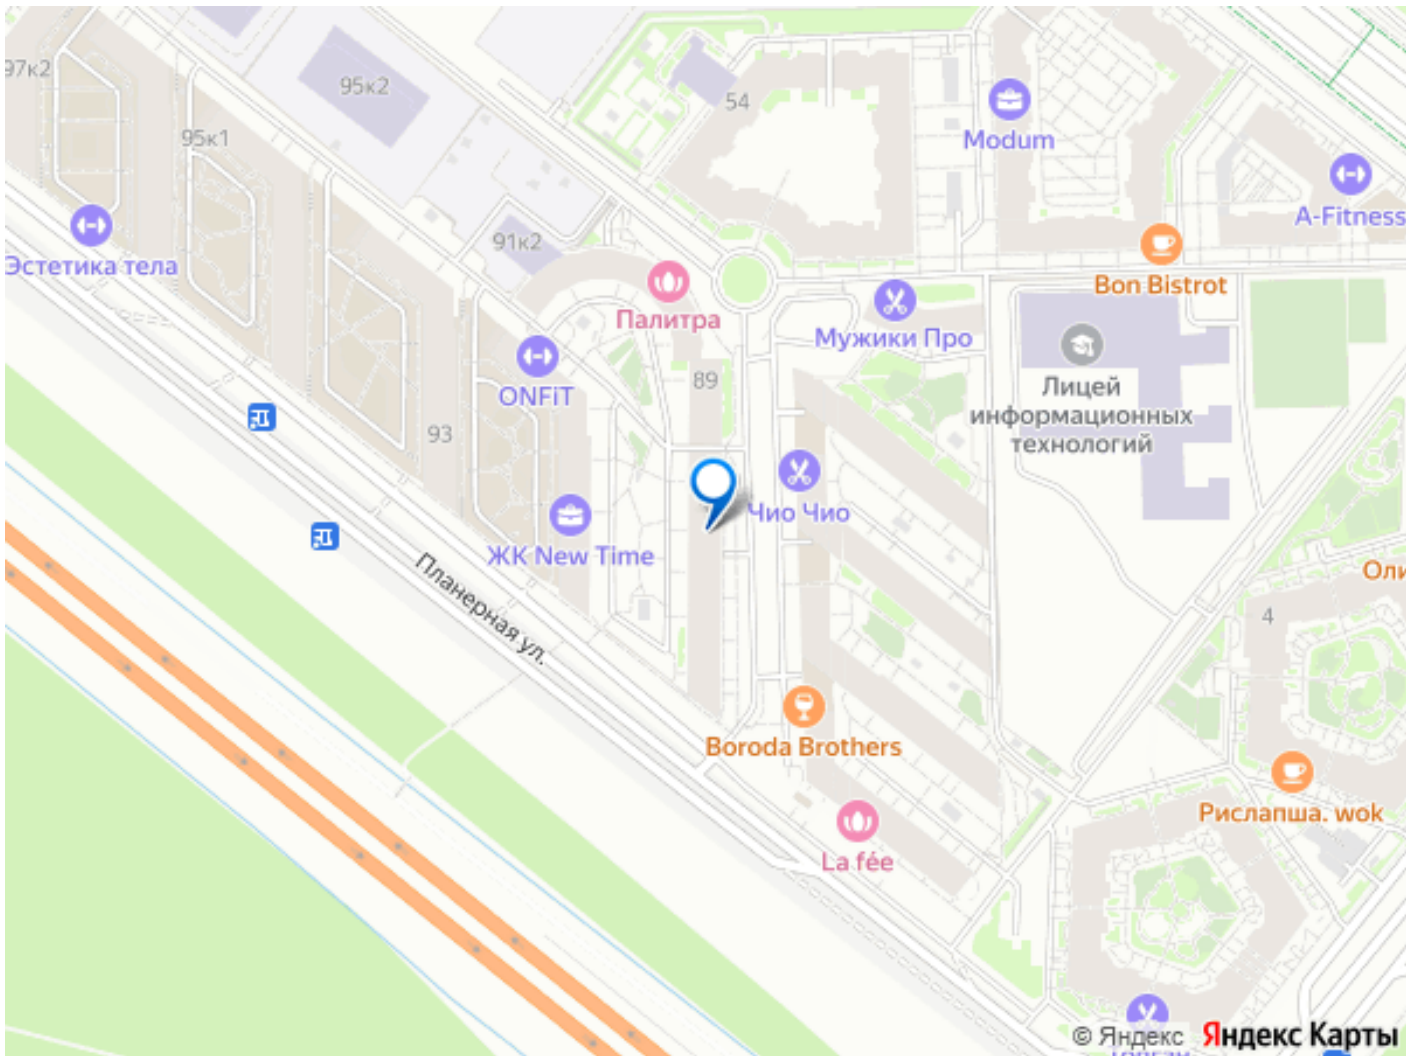 97к2
95к2
54
Modum
95к1
A-Fitness
Эстетика тела
91к2
Bon Bistrot
Палитра
Мужики Про
ONFiT
89
Лицей
информационных
технологий
93
Чио Чио
ЖК New Time
Планерная ул.
Оли
4
Boroda Brothers
Рислапша. wok
La fée
© Яндекс Яндекс Карты